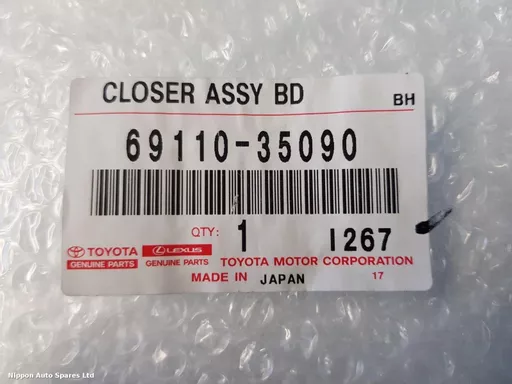 CLOSER ASSY BD
BH
69110-35090
QTY: 1 I267
TOYOTA LEXUS TOYOTA MOTOR CORPORATION
GENUINE PARTS GENUINE PARTS
MADE IN JAPAN 17
Nippon Auto Spares Ltd